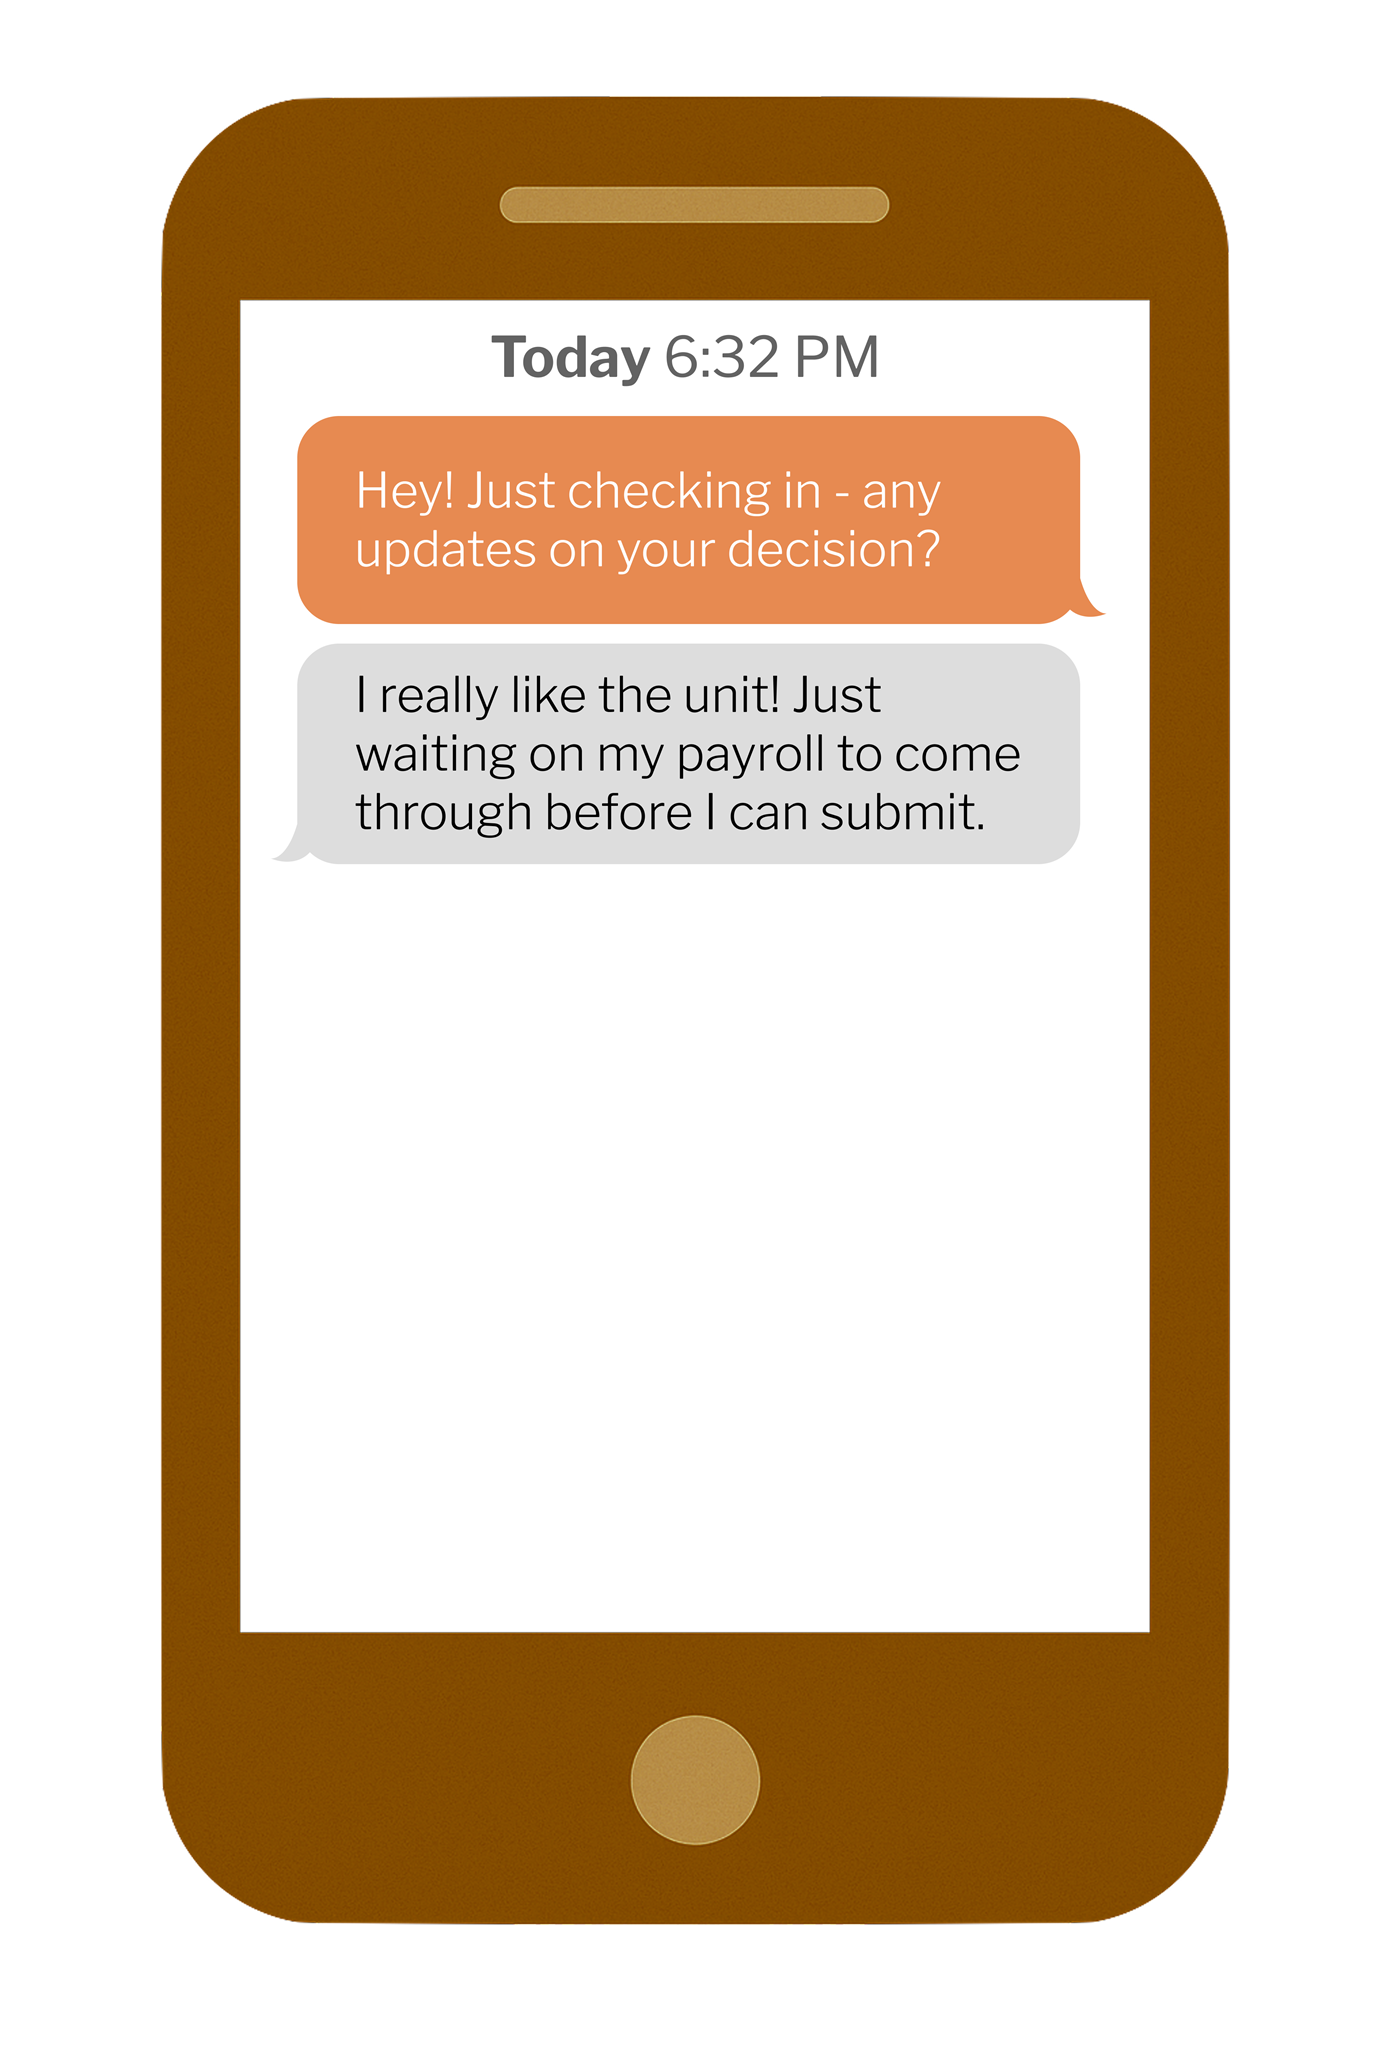 Today 6:32 PM
Hey! Just checking in - any
updates on your decision?
I really like the unit! Just
waiting on my payroll to come
through before I can submit.